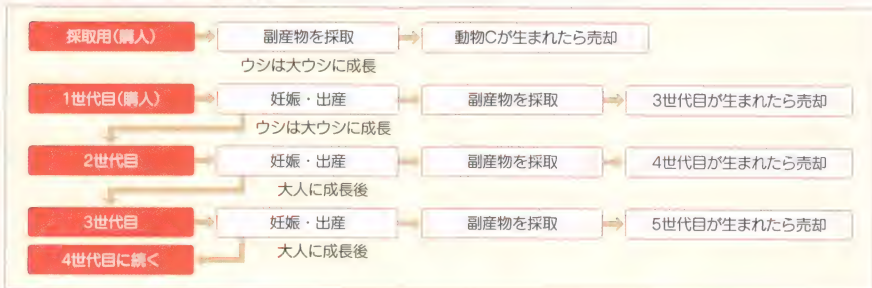 採取用(購入) 副産物を採取 動物Cが生まれたら売却
ウシは大ウシに成長
1世代目(購入) 妊娠・出産 副産物を採取 3世代目が生まれたら売却
ウシは大ウシに成長
2世代目 妊娠・出産 副産物を採取 4世代目が生まれたら売却
大人に成長後
3世代目 妊娠・出産 副産物を採取 5世代目が生まれたら売却
4世代目に続く 大人に成長後